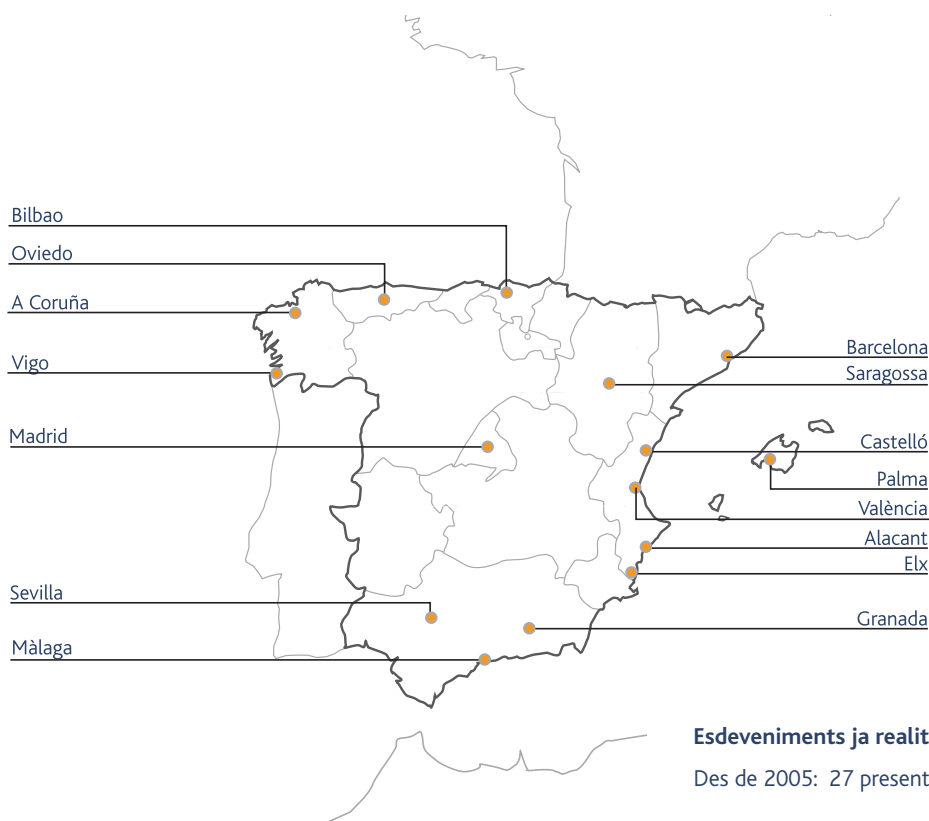 Bilbao
Oviedo
A Coruña
Vigo
Madrid
Sevilla
Màlaga
Barcelona
Saragossa
Castelló
Palma
València
Alacant
Elx
Granada
Esdeveniments ja realit
Des de 2005: 27 present